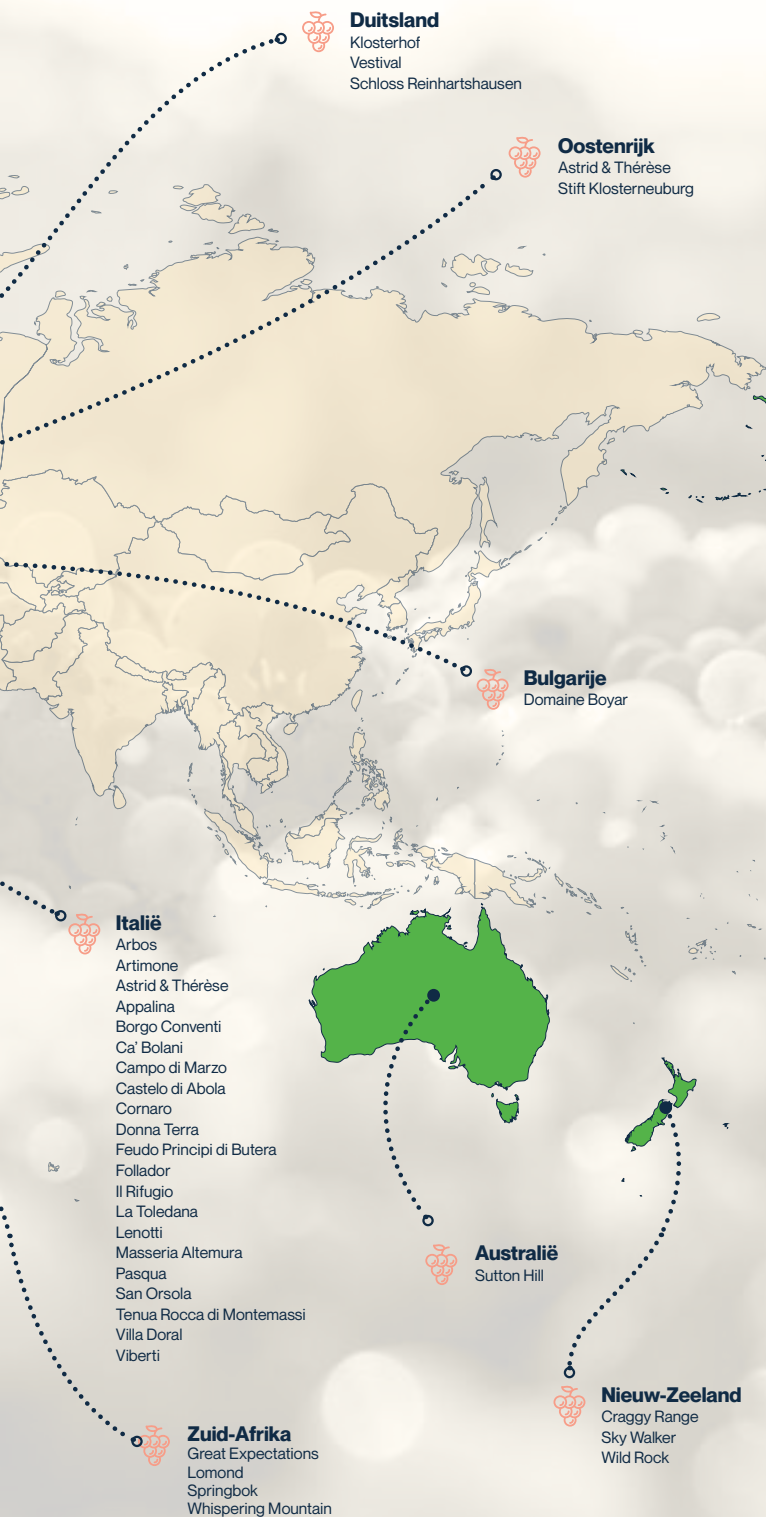 Duitsland
Klosterhof
Vestival
Schloss Reinhartshausen
Oostenrijk
Astrid & Thérèse
Stift Klosterneuburg
Bulgarije
Domaine Boyar
Italië
Arbos
Artimone
Astrid & Thérèse
Appalina
Borgo Conventi
Ca’ Bolani
Campo di Marzo
Castelo di Abola
Cornaro
Donna Terra
Feudo Principi di Butera
Follador
Il Rifugio
La Toledana
Lenotti
Masseria Altemura
Pasqua
San Orsola
Tenua Rocca di Montemassi
Villa Doral
Viberti
Australië
Sutton Hill
Nieuw-Zeeland
Craggy Range
Sky Walker
Wild Rock
Zuid-Afrika
Great Expectations
Lomond
Springbok
Whispering Mountain